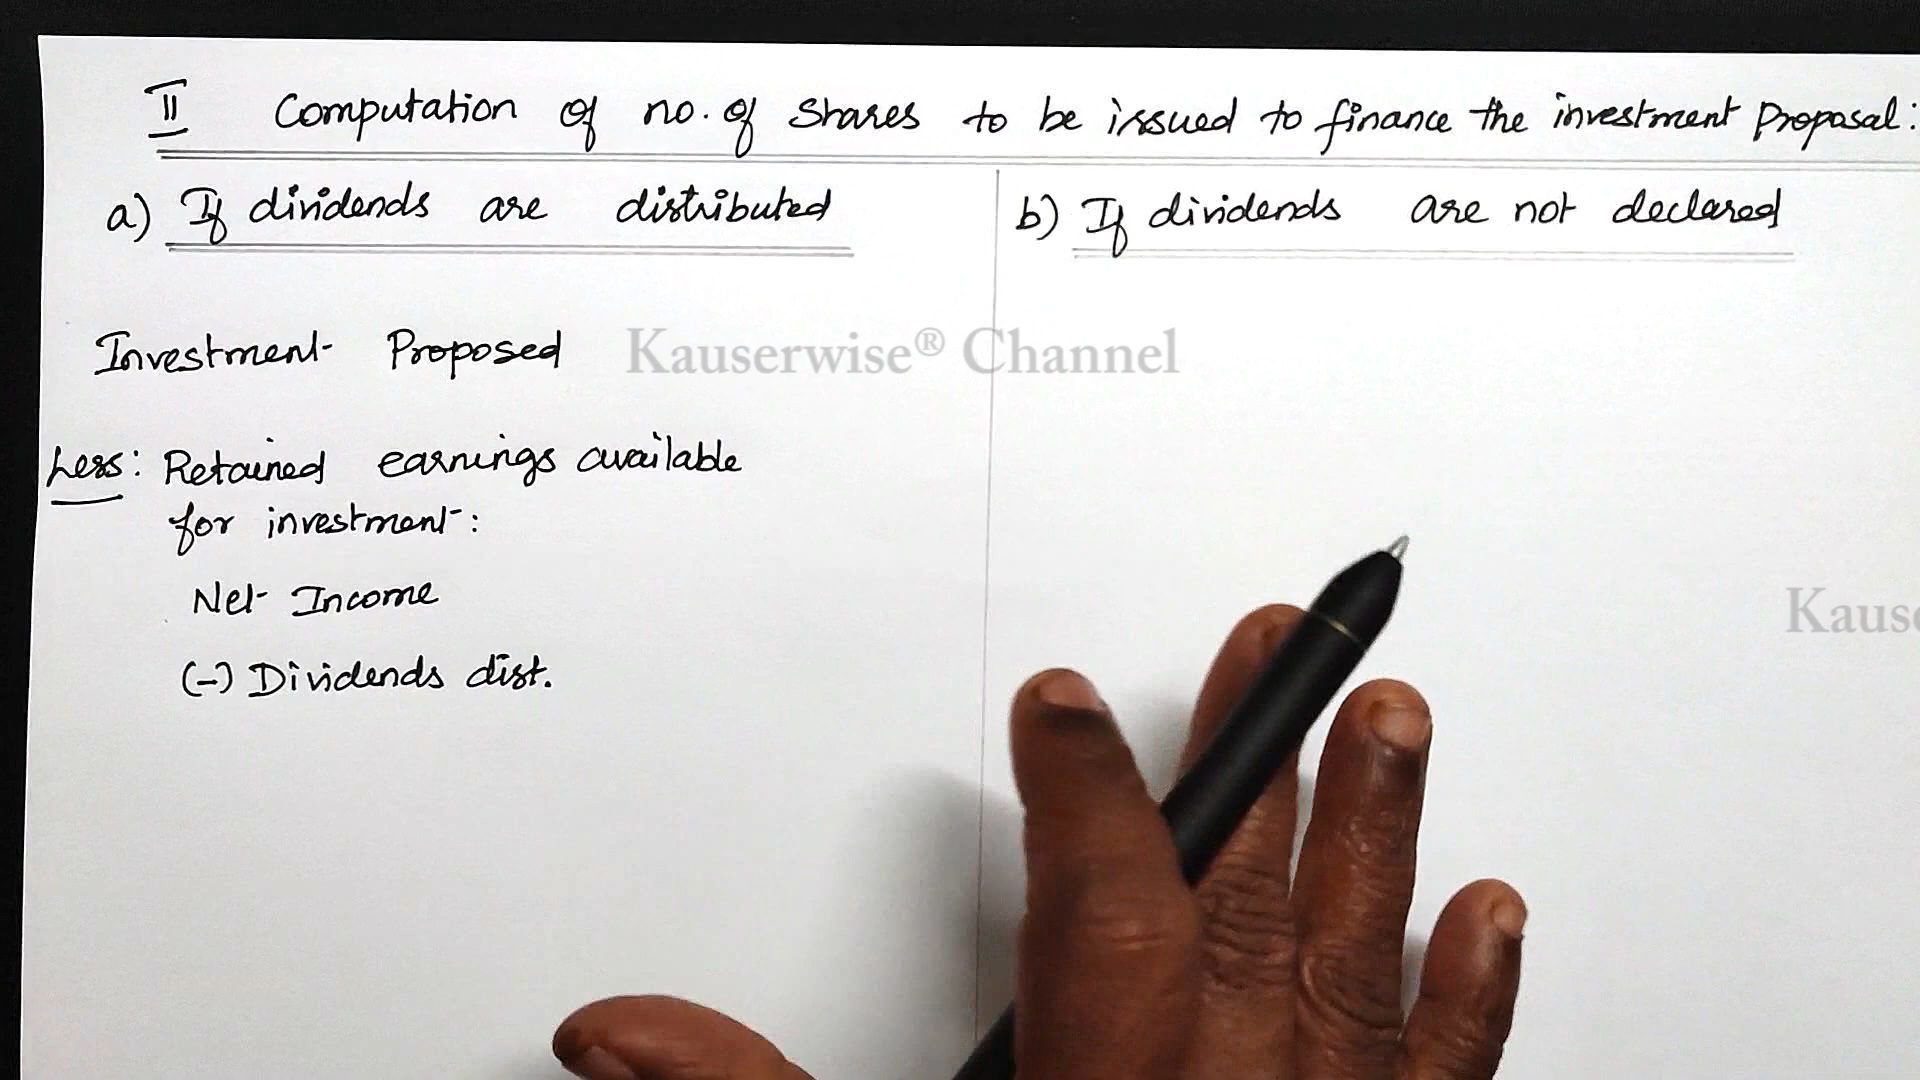 II Computation of no. of Shares to be issued to finance the investment Proposal:
a) If dividends are distributed
b) If dividends are not declared
Investment Proposed
Kauserwise® Channel
Less: Retained earnings available
for investment:
Net Income
(-) Dividends dist.